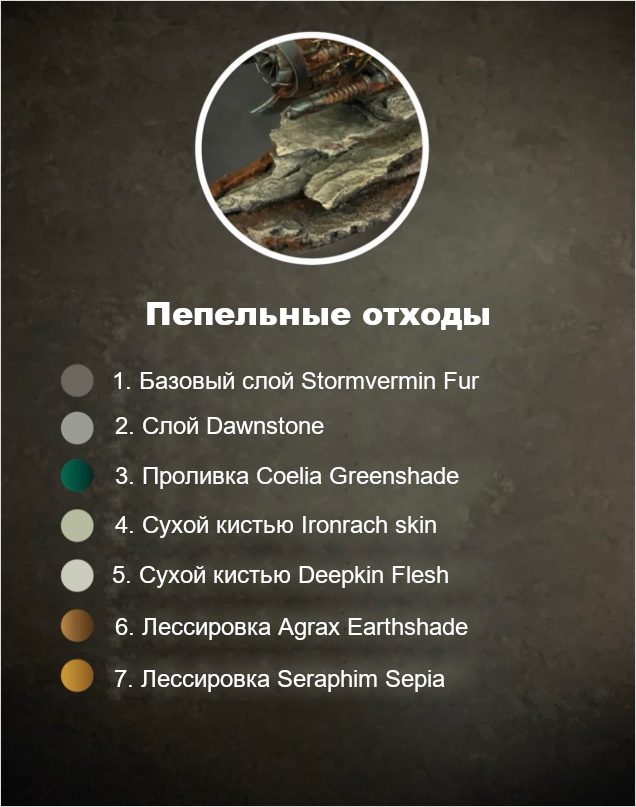 Пепельные отходы
1. Базовый слой Stormvermin Fur
2. Слой Dawnstone
3. Проливка Coelia Greenshade
4. Сухой кистью Ironrach skin
5. Сухой кистью Deepkin Flesh
6. Лессировка Agrax Earthshade
7. Лессировка Seraphim Sepia